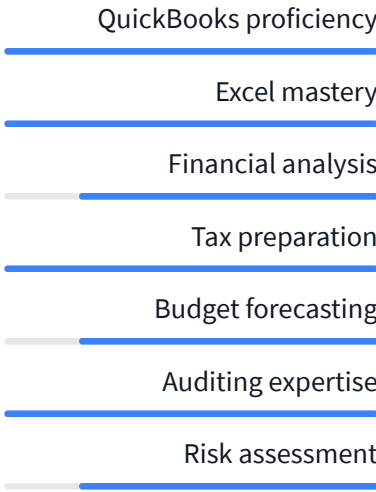 QuickBooks proficiency
Excel mastery
Financial analysis
Tax preparation
Budget forecasting
Auditing expertise
Risk assessment